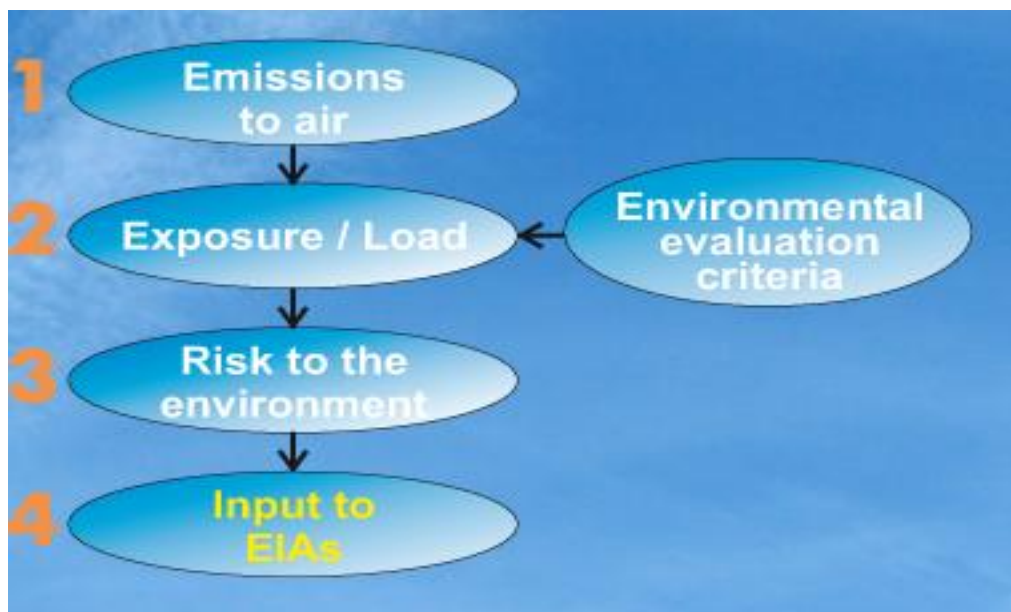 1
Emissions
to air
2
Exposure / Load
Environmental
evaluation
criteria
3
Risk to the
environment
4
Input to
EIAs